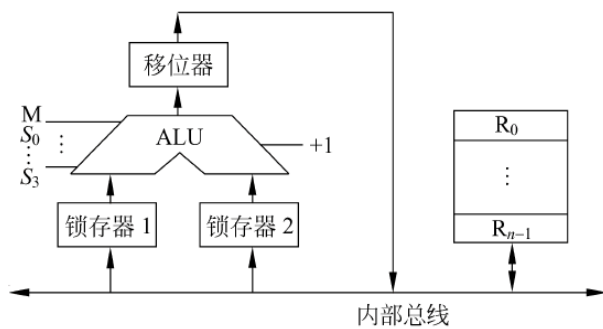 移位器
M
S₀
⋮
S₃
ALU
+1
R₀
⋮
Rₙ₋₁
锁存器 1
锁存器 2
内部总线